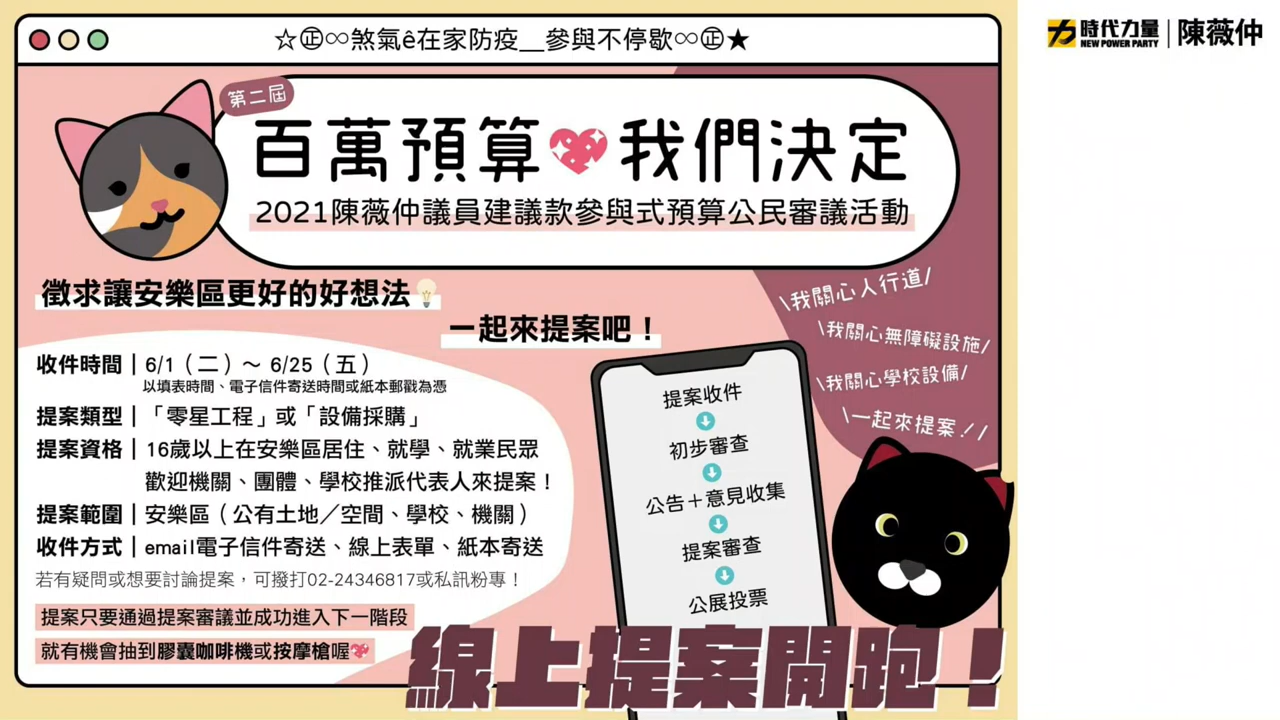 ☆㊣∞煞氣ê在家防疫__參與不停歇∞㊣★
力 時代力量 NEW POWER PARTY | 陳薇仲
第二屆
百萬預算💖我們決定
2021陳薇仲議員建議款參與式預算公民審議活動
徵求讓安樂區更好的好想法
一起來提案吧！
收件時間｜6/1（二）～ 6/25（五）
以填表時間、電子信件寄送時間或紙本郵戳為憑
提案類型｜「零星工程」或「設備採購」
提案資格｜16歲以上在安樂區居住、就學、就業民眾
歡迎機關、團體、學校推派代表人來提案！
提案範圍｜安樂區（公有土地／空間、學校、機關）
收件方式｜email電子信件寄送、線上表單、紙本寄送
若有疑問或想要討論提案，可撥打02-24346817或私訊粉專！
提案只要通過提案審議並成功進入下一階段
就有機會抽到膠囊咖啡機或按摩槍喔💖
\我關心人行道/
\我關心無障礙設施/
\我關心學校設備/
\一起來提案！/
提案收件
初步審查
公告＋意見收集
提案審查
公展投票
線上提案開跑！